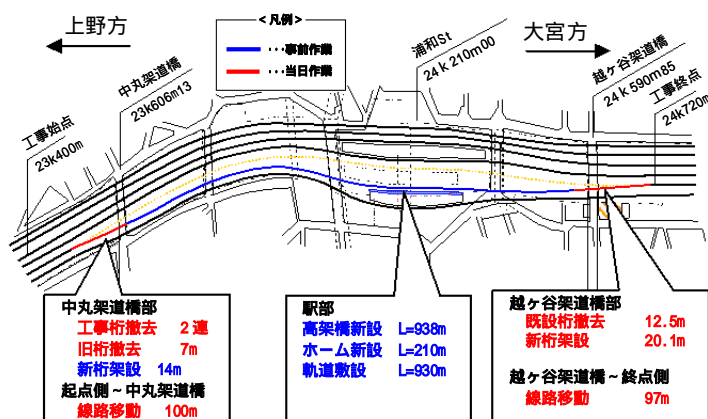 上野方
大宮方
<凡例>
･･･事前作業
･･･当日作業
工事始点
23k400m
中丸架道橋
23k606m13
浦和St
24k210m00
越ヶ谷架道橋
24k590m85
工事終点
24k720m
中丸架道橋部
工事桁撤去 2連
旧桁撤去 7m
新桁架設 14m
起点側~中丸架道橋
線路移動 100m
駅部
高架橋新設 L=938m
ホーム新設 L=210m
軌道敷設 L=930m
越ヶ谷架道橋部
既設桁撤去 12.5m
新桁架設 20.1m
越ヶ谷架道橋~終点側
線路移動 97m